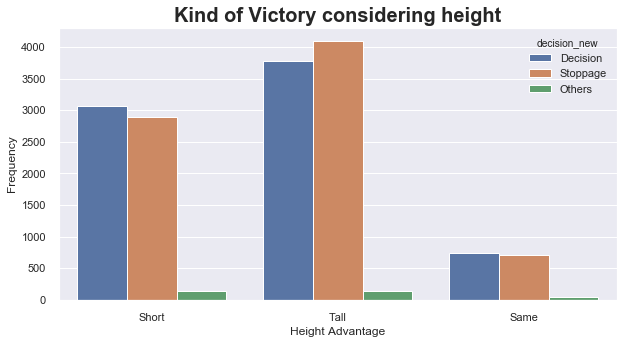 Kind of Victory considering height
decision_new
Decision
Stoppage
Others
4000
3500
3000
2500
2000
1500
1000
500
0
Frequency
Short
Tall
Same
Height Advantage